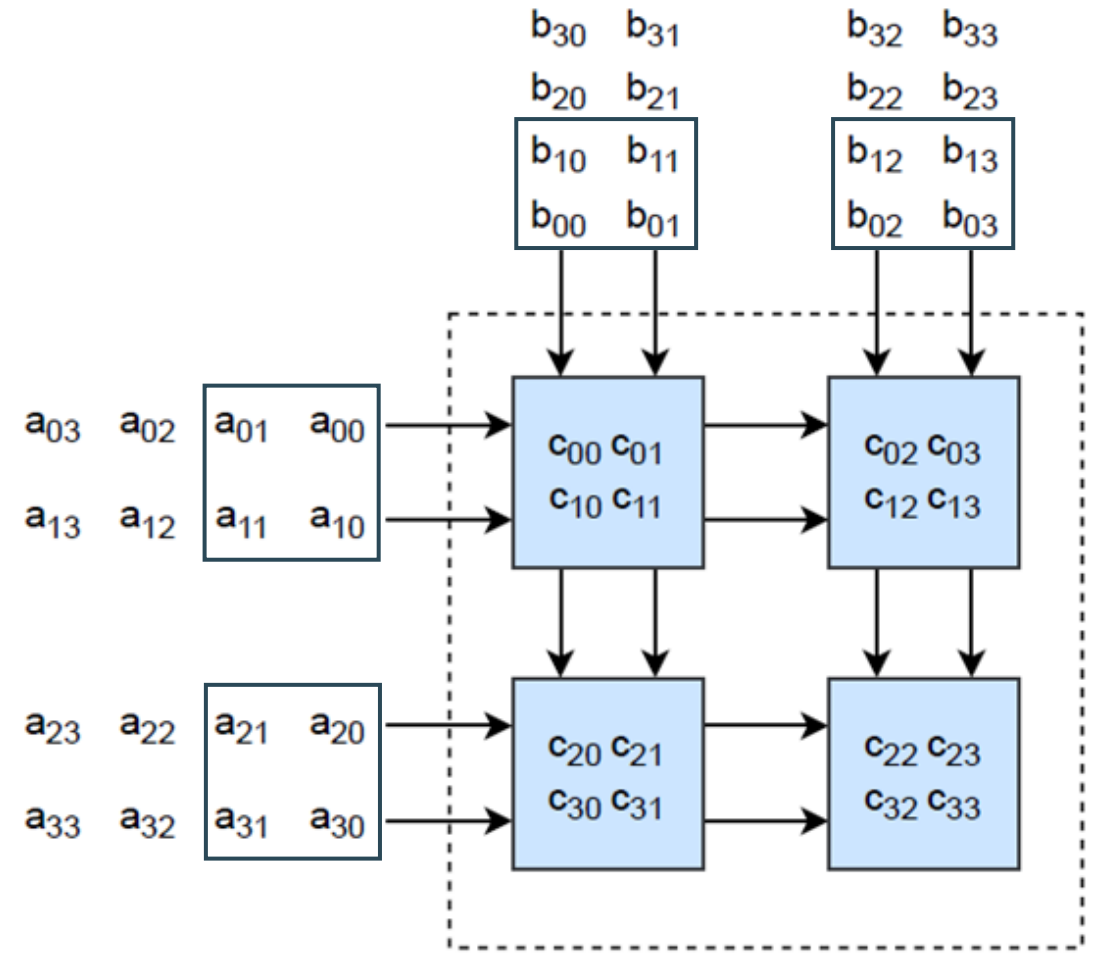 b30 b31 b32 b33
b20 b21 b22 b23
b10 b11 b12 b13
b00 b01 b02 b03
a03 a02 a01 a00
c00 c01 c02 c03
c10 c11 c12 c13
a13 a12 a11 a10
a23 a22 a21 a20
c20 c21 c22 c23
c30 c31 c32 c33
a33 a32 a31 a30